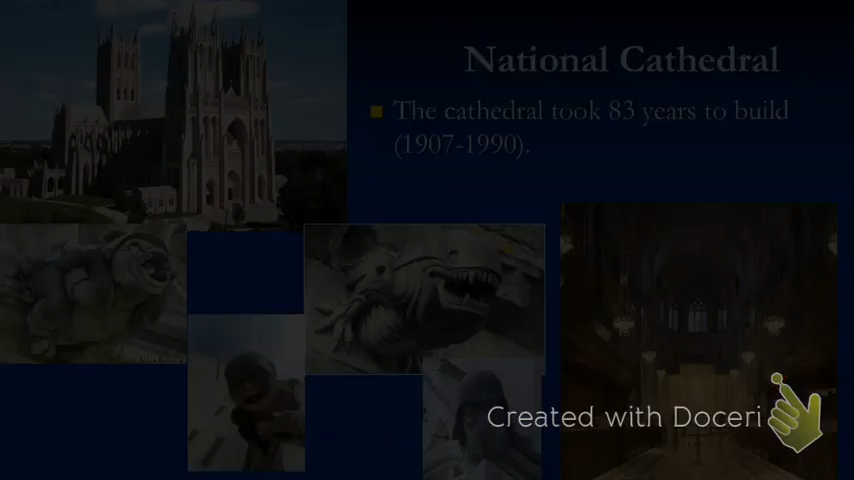 National Cathedral
The cathedral took 83 years to build
(1907-1990).
Created with Doceri